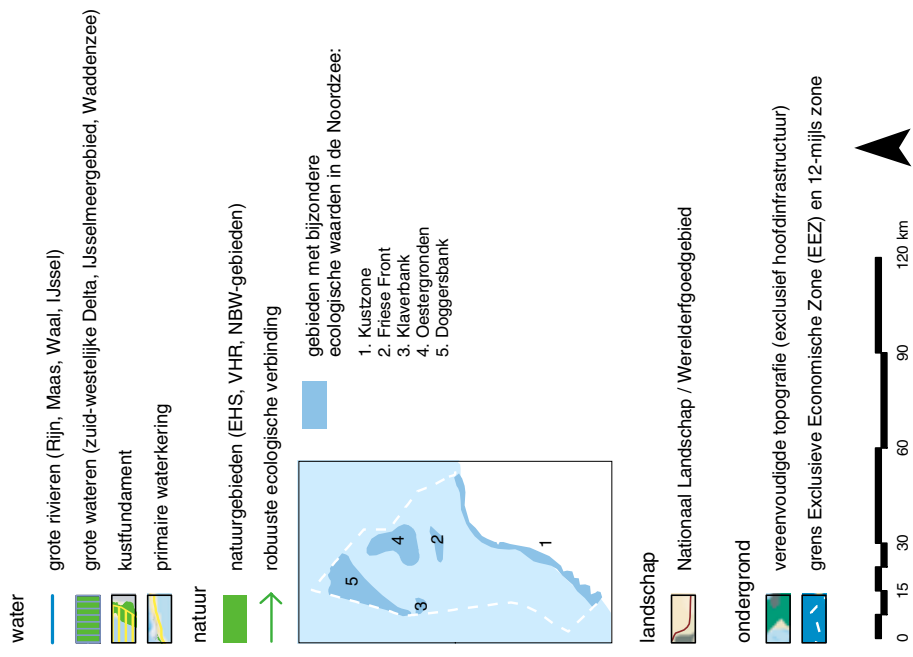 water
grote rivieren (Rijn, Maas, Waal, IJssel)
grote wateren (zuid-westelijke Delta, IJsselmeergebied, Waddenzee)
kustfundament
primaire waterkering
natuur
natuurgebieden (EHS, VHR, NBW-gebieden)
robuuste ecologische verbinding
gebieden met bijzondere
ecologische waarden in de Noordzee:
1. Kustzone
2. Friese Front
3. Klaverbank
4. Oestergronden
5. Doggersbank
5
4
3
2
1
landschap
Nationaal Landschap / Werelderfgoedgebied
ondergrond
vereenvoudigde topografie (exclusief hoofdinfrastructuur)
grens Exclusieve Economische Zone (EEZ) en 12-mijls zone
0 15 30 60 90 120 km